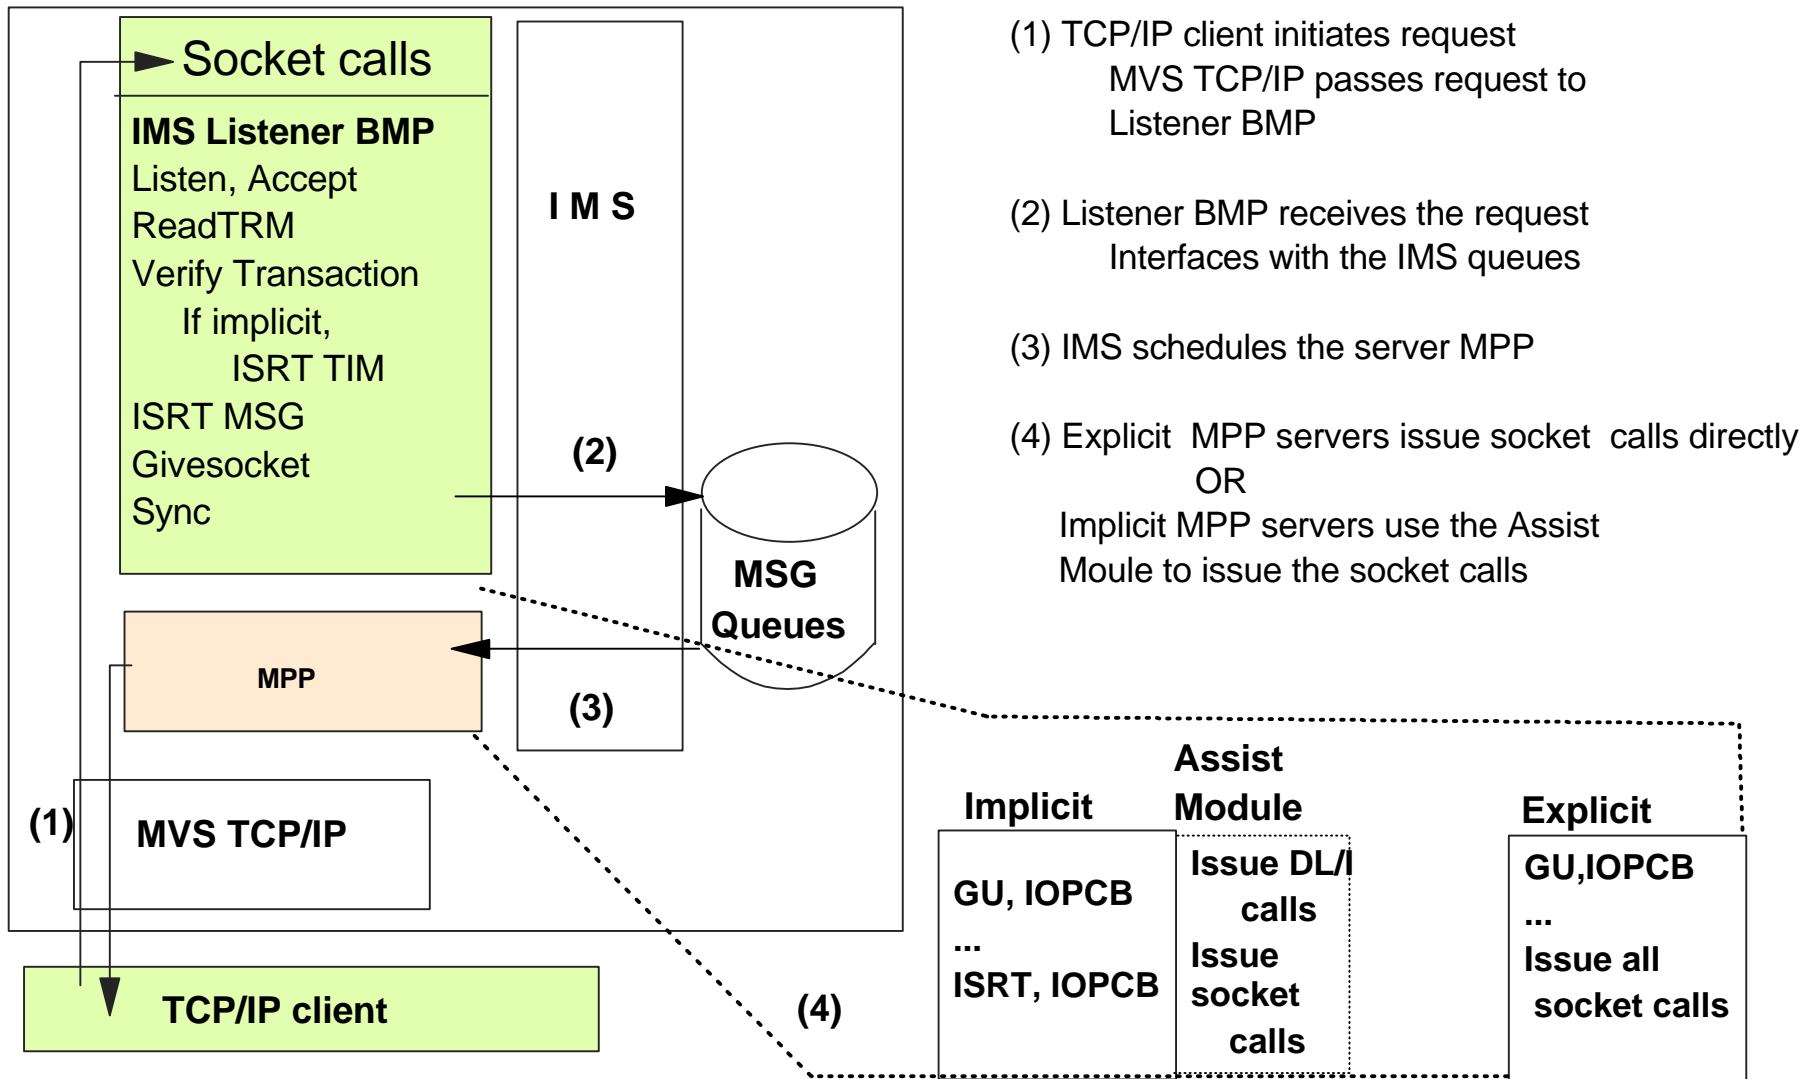 Socket calls
IMS Listener BMP
Listen, Accept
ReadTRM
Verify Transaction
If implicit,
ISRT TIM
ISRT MSG
Givesocket
Sync
I M S
(2)
MSG
Queues
(3)
MPP
(1)
MVS TCP/IP
TCP/IP client
(1) TCP/IP client initiates request
MVS TCP/IP passes request to
Listener BMP
(2) Listener BMP receives the request
Interfaces with the IMS queues
(3) IMS schedules the server MPP
(4) Explicit MPP servers issue socket calls directly
OR
Implicit MPP servers use the Assist
Moule to issue the socket calls
(4)
Implicit
GU, IOPCB
...
ISRT, IOPCB
Assist
Module
Issue DL/I
calls
Issue
socket
calls
Explicit
GU,IOPCB
...
Issue all
socket calls